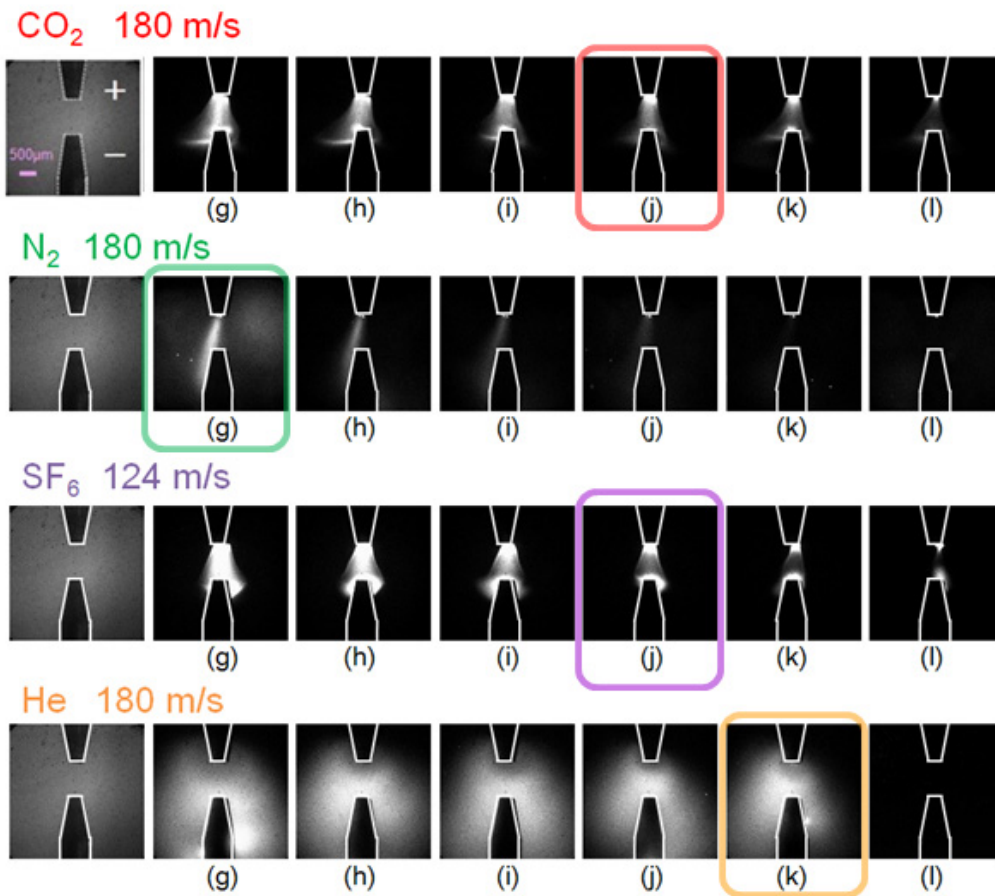 CO₂ 180 m/s
+
−
500μm
(g) (h) (i) (j) (k) (l)
N₂ 180 m/s
(g) (h) (i) (j) (k) (l)
SF₆ 124 m/s
(g) (h) (i) (j) (k) (l)
He 180 m/s
(g) (h) (i) (j) (k) (l)